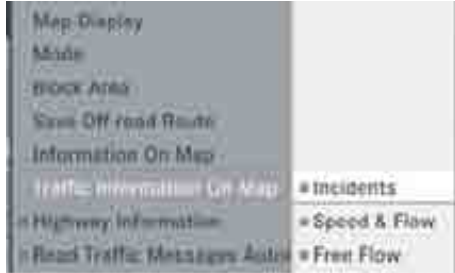 Map Display
Mode
Block Area
Save Off-road Route
Information On Map
Traffic Information On Map
Incidents
Highway Information
Speed & Flow
Read Traffic Messages
Free Flow